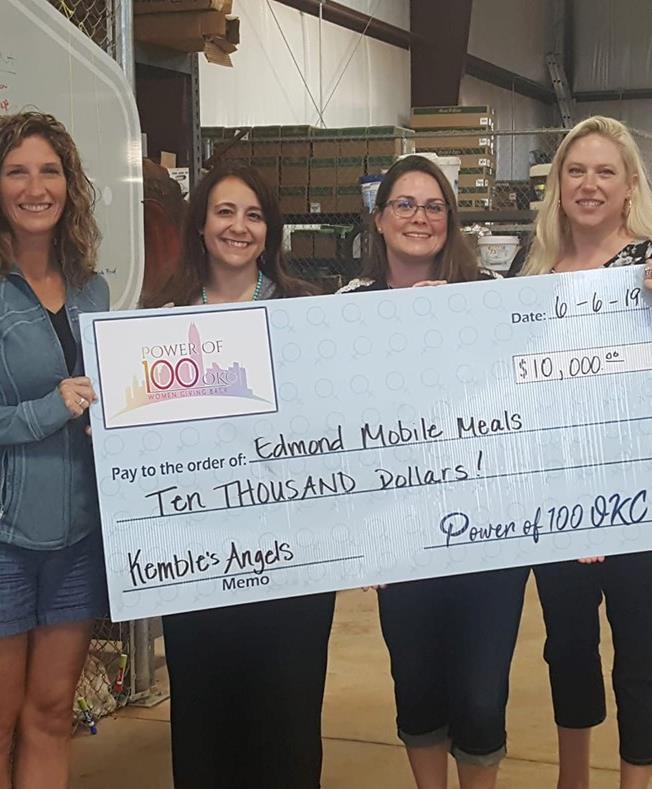 POWER OF
100 OKC
WOMEN GIVING BACK
Date: 6-6-19
$10,000.00
Pay to the order of: Edmond Mobile Meals
Ten THOUSAND Dollars!
Kemble's Angels
Memo
Power of 100 OKC